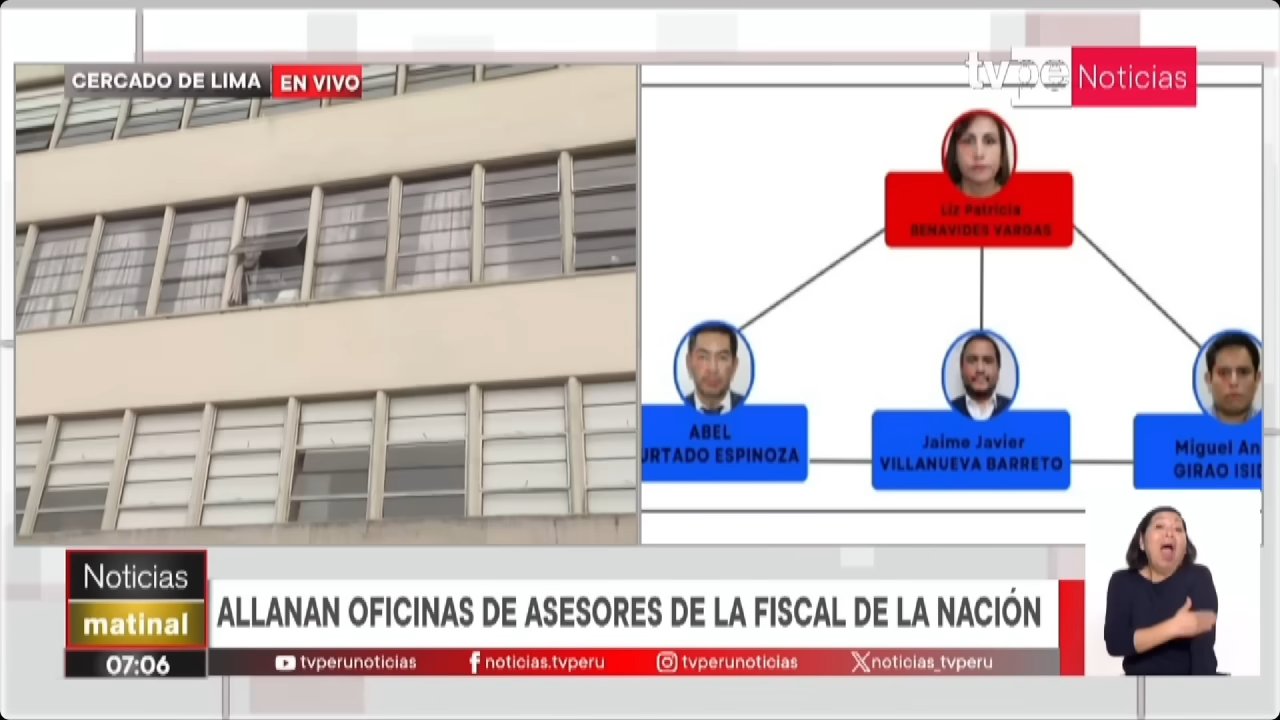 CERCADO DE LIMA
EN VIVO
tvpe Noticias
Liz Patricia
BENAVIDES VARGAS
ABEL
URTADO ESPINOZA
Jaime Javier
VILLANUEVA BARRETO
Miguel An
GIRAO ISID
Noticias
matinal
07:06
ALLANAN OFICINAS DE ASESORES DE LA FISCAL DE LA NACIÓN
tvperunoticias
noticias.tvperu
tvperunoticias
noticias_tvperu